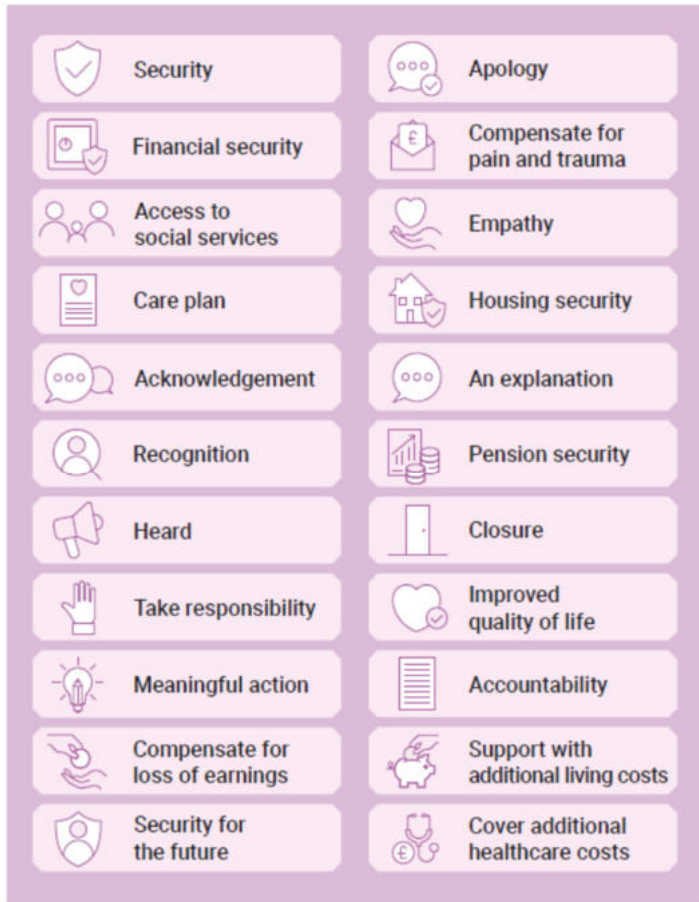 Security
Apology
Financial security
Compensate for
pain and trauma
Access to
social services
Empathy
Care plan
Housing security
Acknowledgement
An explanation
Recognition
Pension security
Heard
Closure
Take responsibility
Improved
quality of life
Meaningful action
Accountability
Compensate for
loss of earnings
Support with
additional living costs
Security for
the future
Cover additional
healthcare costs
£
£